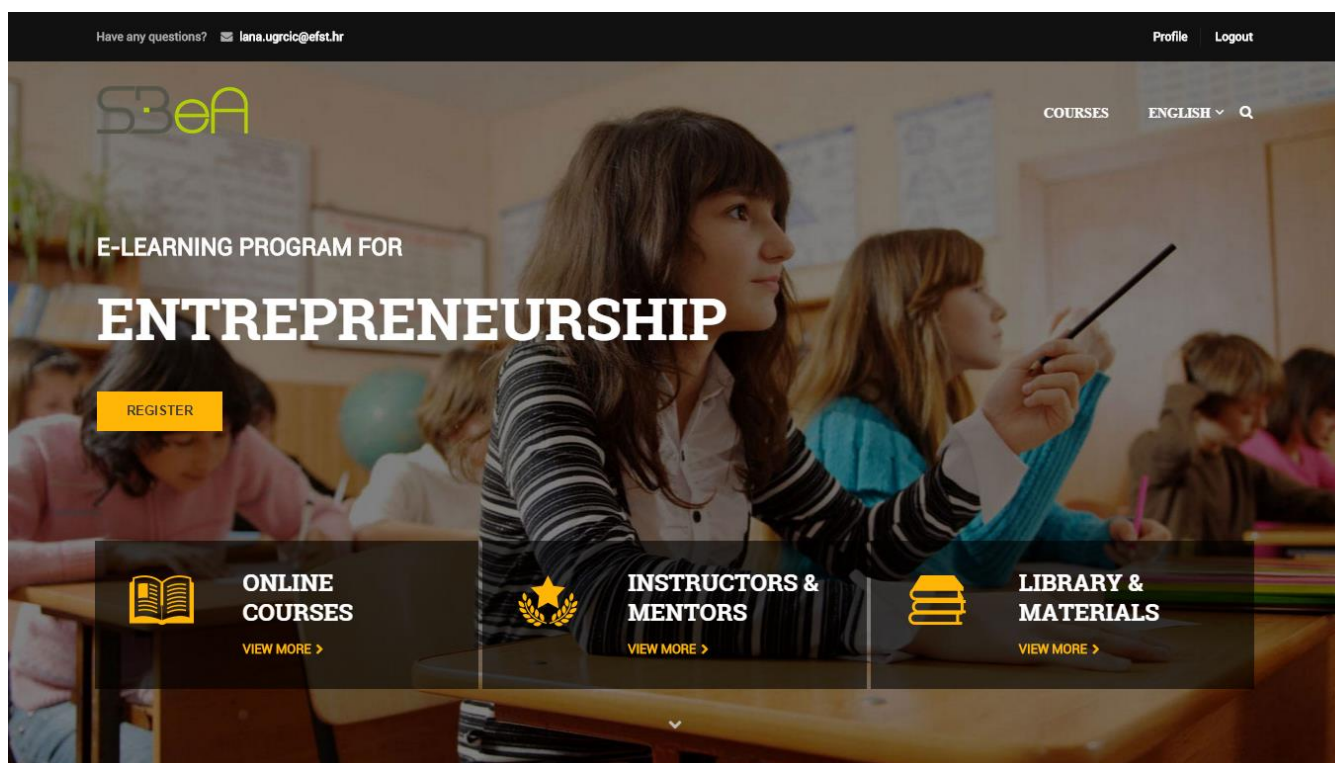 Have any questions? lana.ugrcic@efst.hr
Profile Logout
SBeA
COURSES ENGLISH
E-LEARNING PROGRAM FOR
ENTREPRENEURSHIP
REGISTER
ONLINE
COURSES
VIEW MORE >
INSTRUCTORS &
MENTORS
VIEW MORE >
LIBRARY &
MATERIALS
VIEW MORE >